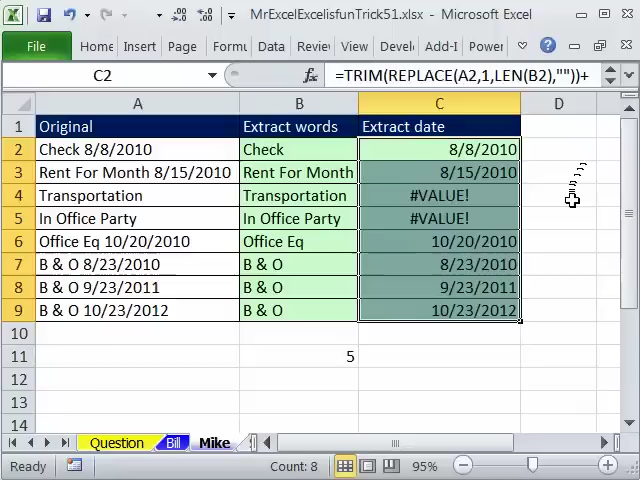 MrExcelExcelisfunTrick51.xlsx - Microsoft Excel
File Home Insert Page Formu Data Review View Develo Add-I Power
C2 fx =TRIM(REPLACE(A2,1,LEN(B2),""))+
A B C D
1 Original Extract words Extract date
2 Check 8/8/2010 Check 8/8/2010
3 Rent For Month 8/15/2010 Rent For Month 8/15/2010
4 Transportation Transportation #VALUE!
5 In Office Party In Office Party #VALUE!
6 Office Eq 10/20/2010 Office Eq 10/20/2010
7 B & O 8/23/2010 B & O 8/23/2010
8 B & O 9/23/2011 B & O 9/23/2011
9 B & O 10/23/2012 B & O 10/23/2012
10
11 5
12
13
14
Question Bill Mike
Ready Count: 8 95%